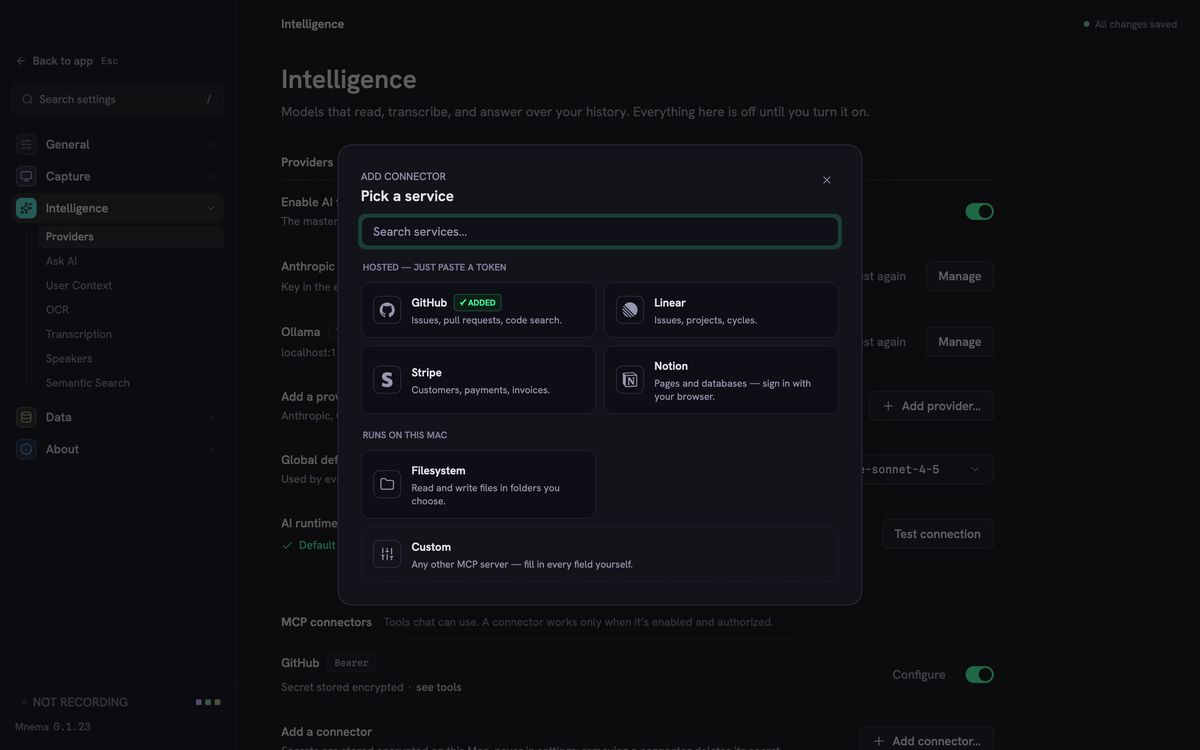 Intelligence
All changes saved
Back to app Esc
Search settings /
General
Capture
Intelligence
Providers
Ask AI
User Context
OCR
Transcription
Speakers
Semantic Search
Data
About
NOT RECORDING
Mnema 0.1.23
Intelligence
Models that read, transcribe, and answer over your history. Everything here is off until you turn it on.
Providers
Enable AI
The master
Anthropic
Key in the
st again
Manage
Ollama
localhost:1
st again
Manage
Add a prov
Anthropic,
Add provider...
Global def
Used by ev
e-sonnet-4-5
AI runtime
Default
Test connection
ADD CONNECTOR
Pick a service
Search services...
HOSTED — JUST PASTE A TOKEN
GitHub ✓ ADDED
Issues, pull requests, code search.
Linear
Issues, projects, cycles.
Stripe
Customers, payments, invoices.
Notion
Pages and databases — sign in with
your browser.
RUNS ON THIS MAC
Filesystem
Read and write files in folders you
choose.
Custom
Any other MCP server — fill in every field yourself.
MCP connectors Tools chat can use. A connector works only when it's enabled and authorized.
GitHub Bearer
Secret stored encrypted · see tools
Configure
Add a connector
Add connector...